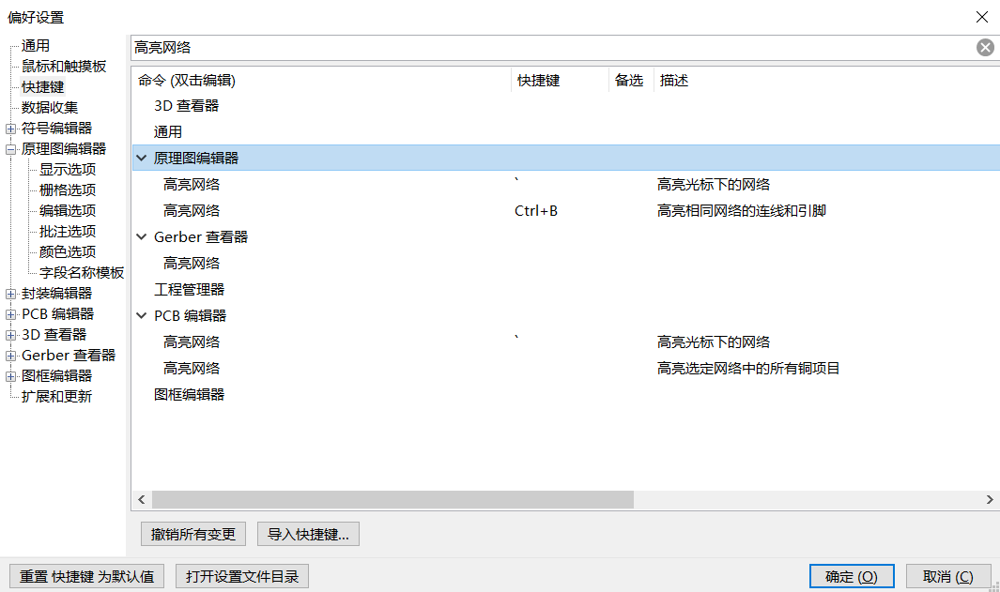 偏好设置
通用
鼠标和触摸板
快捷键
数据收集
符号编辑器
原理图编辑器
显示选项
栅格选项
编辑选项
批注选项
颜色选项
字段名称模板
封装编辑器
PCB 编辑器
3D 查看器
Gerber 查看器
图框编辑器
扩展和更新
高亮网络
命令 (双击编辑) 快捷键 备选 描述
3D 查看器
通用
原理图编辑器
高亮网络 ` 高亮光标下的网络
高亮网络 Ctrl+B 高亮相同网络的连线和引脚
Gerber 查看器
高亮网络
工程管理器
PCB 编辑器
高亮网络 ` 高亮光标下的网络
高亮网络 高亮选定网络中的所有铜项目
图框编辑器
撤销所有变更 导入快捷键...
重置 快捷键 为默认值 打开设置文件目录 确定 (O) 取消 (C)